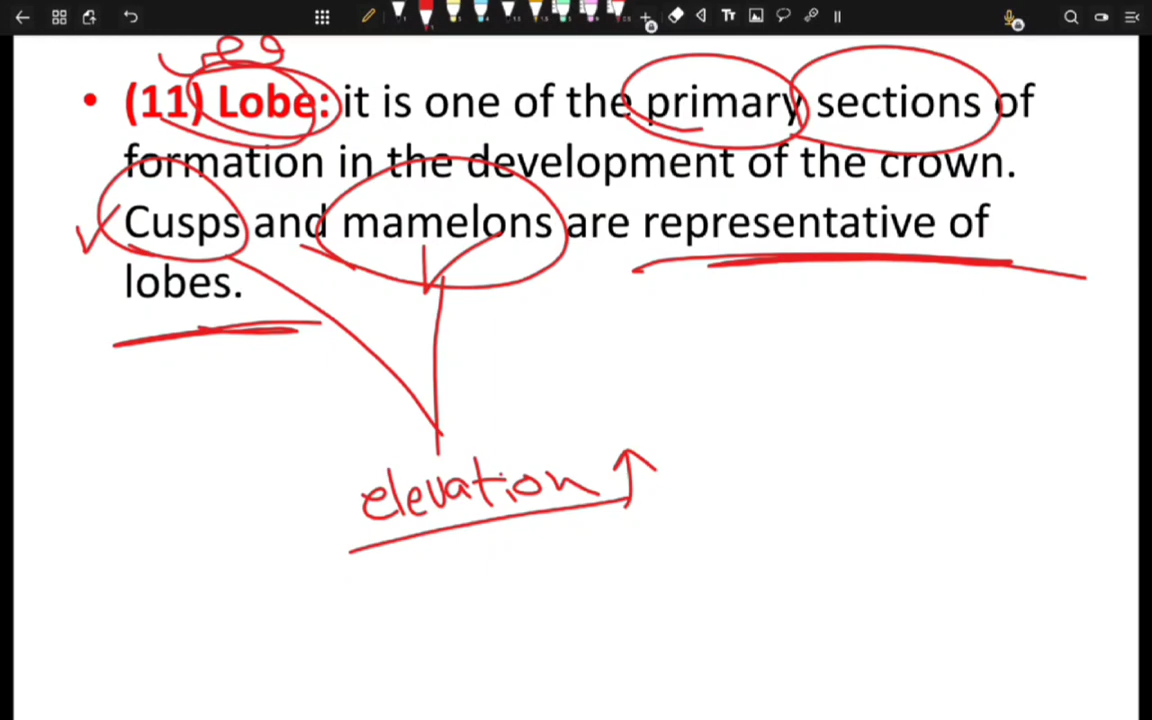 • (11) Lobe: it is one of the primary sections of
formation in the development of the crown.
Cusps and mamelons are representative of
lobes.
elevation ↑